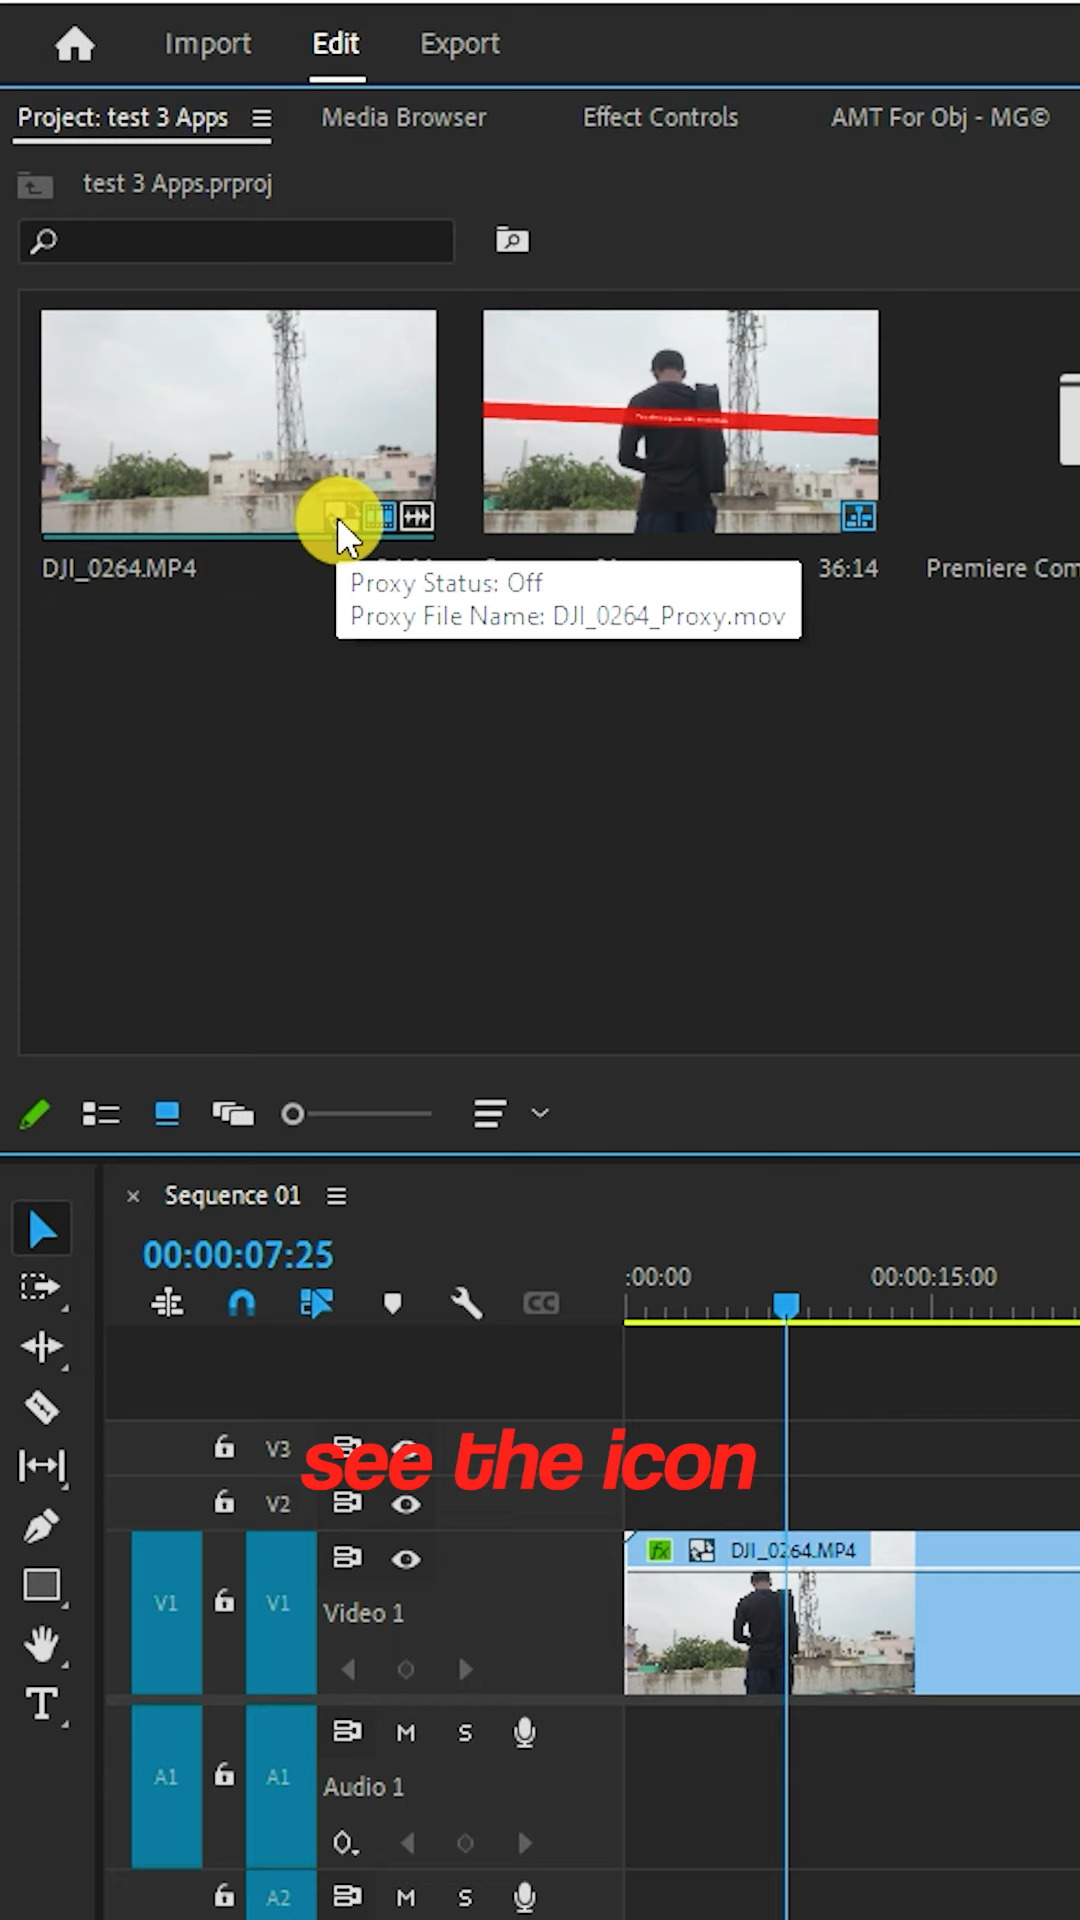 Import Edit Export
Project: test 3 Apps Media Browser Effect Controls AMT For Obj - MG©
test 3 Apps.prproj
DJI_0264.MP4 36:14 Premiere Com
Proxy Status: Off
Proxy File Name: DJI_0264_Proxy.mov
× Sequence 01
00:00:07:25
:00:00 00:00:15:00
CC
V3
see the icon
V2
fx DJI_0264.MP4
V1 V1
Video 1
T
M S
A1 A1
Audio 1
A2 M S